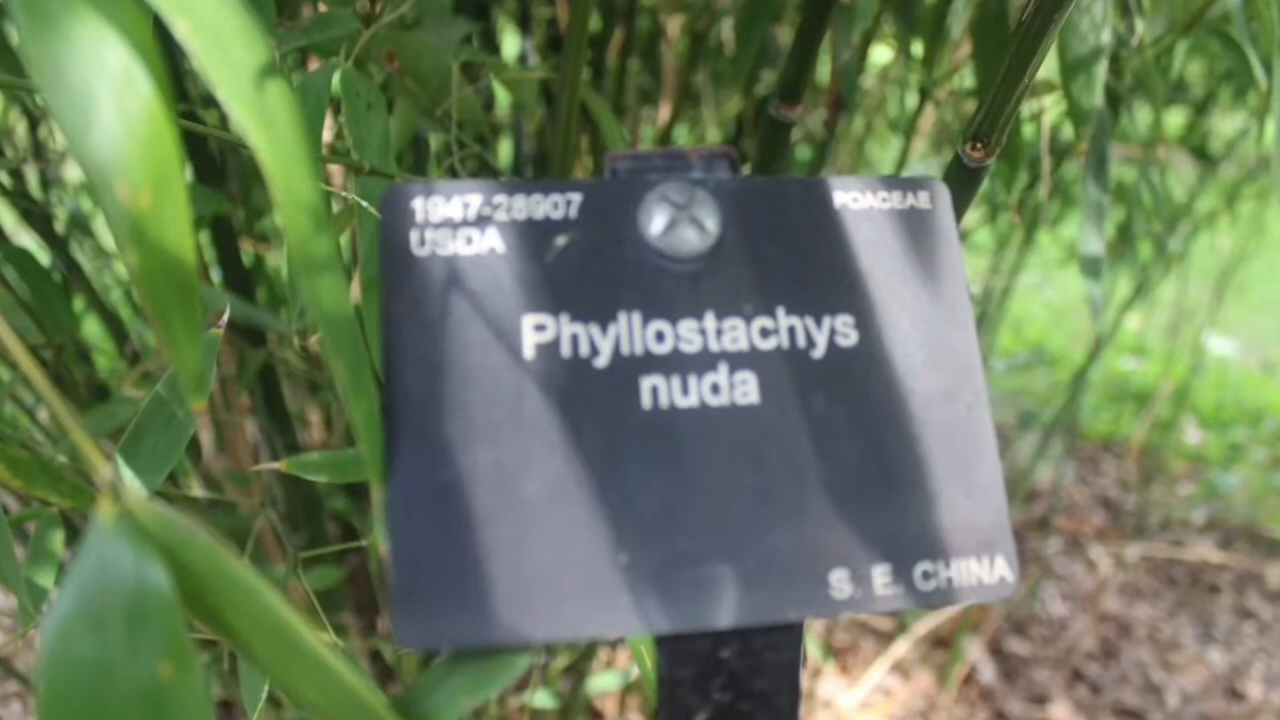 1947-28907
USDA
POACEAE
Phyllostachys
nuda
S. E. CHINA